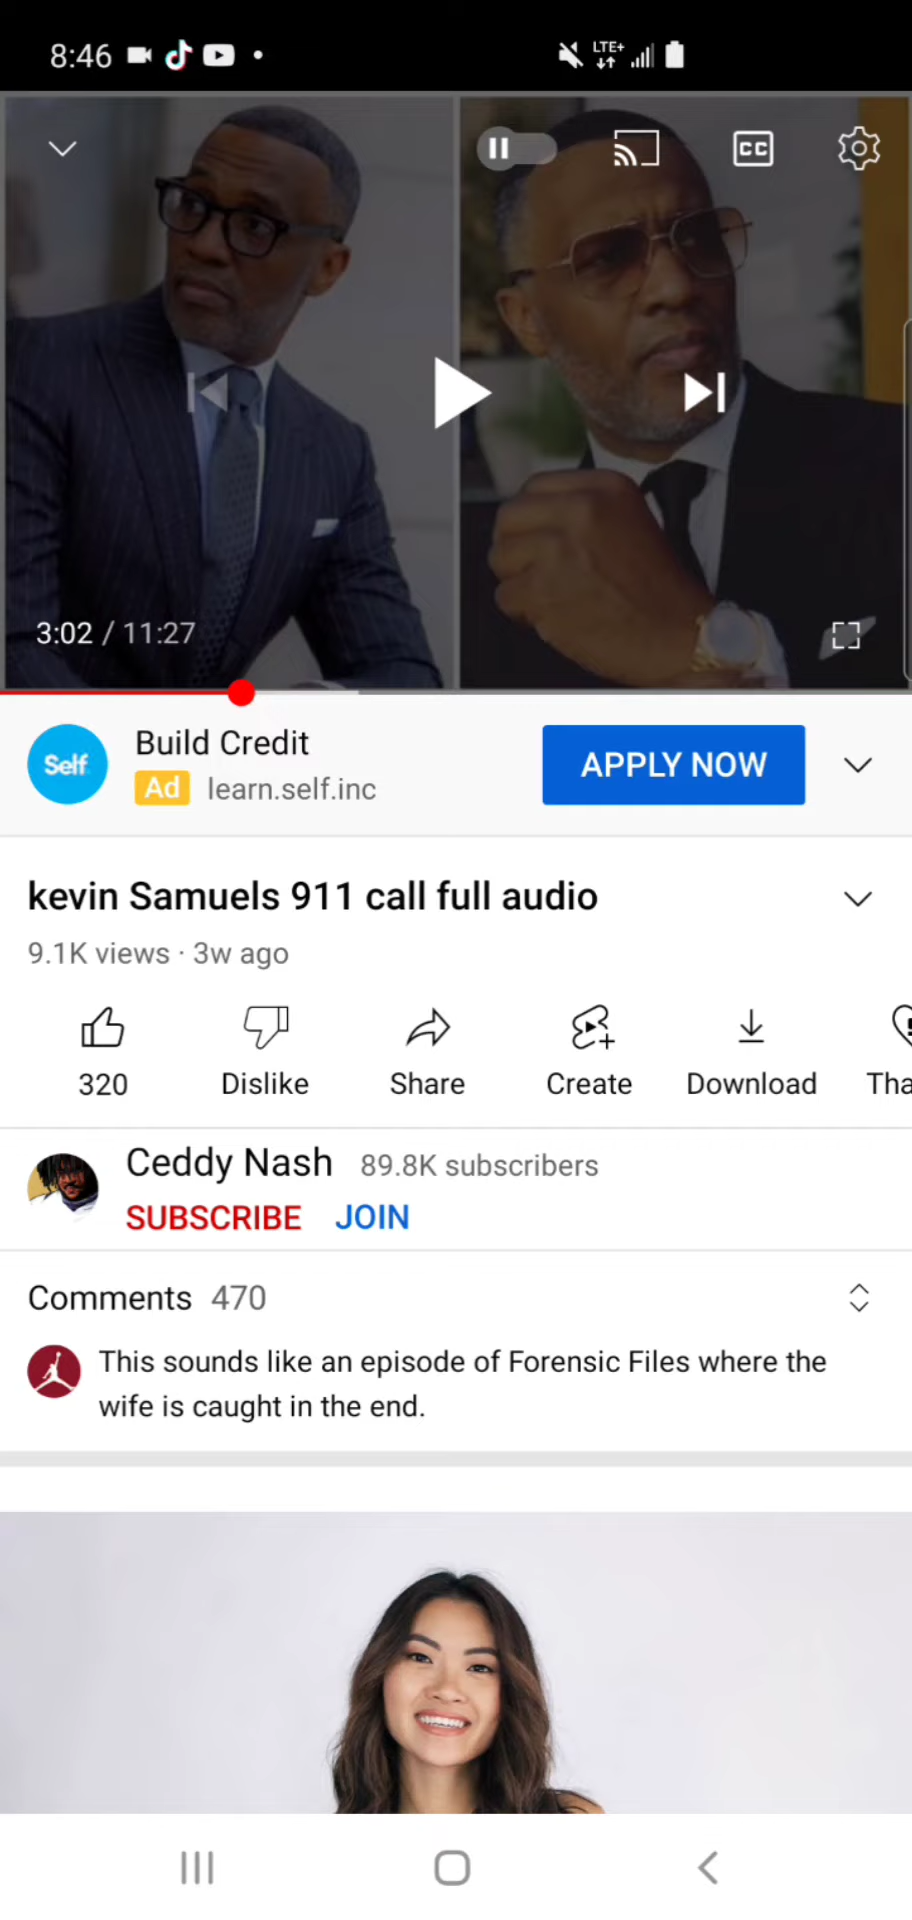 8:46
LTE+
CC
3:02 / 11:27
Self
Build Credit
Ad learn.self.inc
APPLY NOW
kevin Samuels 911 call full audio
9.1K views · 3w ago
320
Dislike
Share
Create
Download
Tha
Ceddy Nash 89.8K subscribers
SUBSCRIBE JOIN
Comments 470
This sounds like an episode of Forensic Files where the
wife is caught in the end.